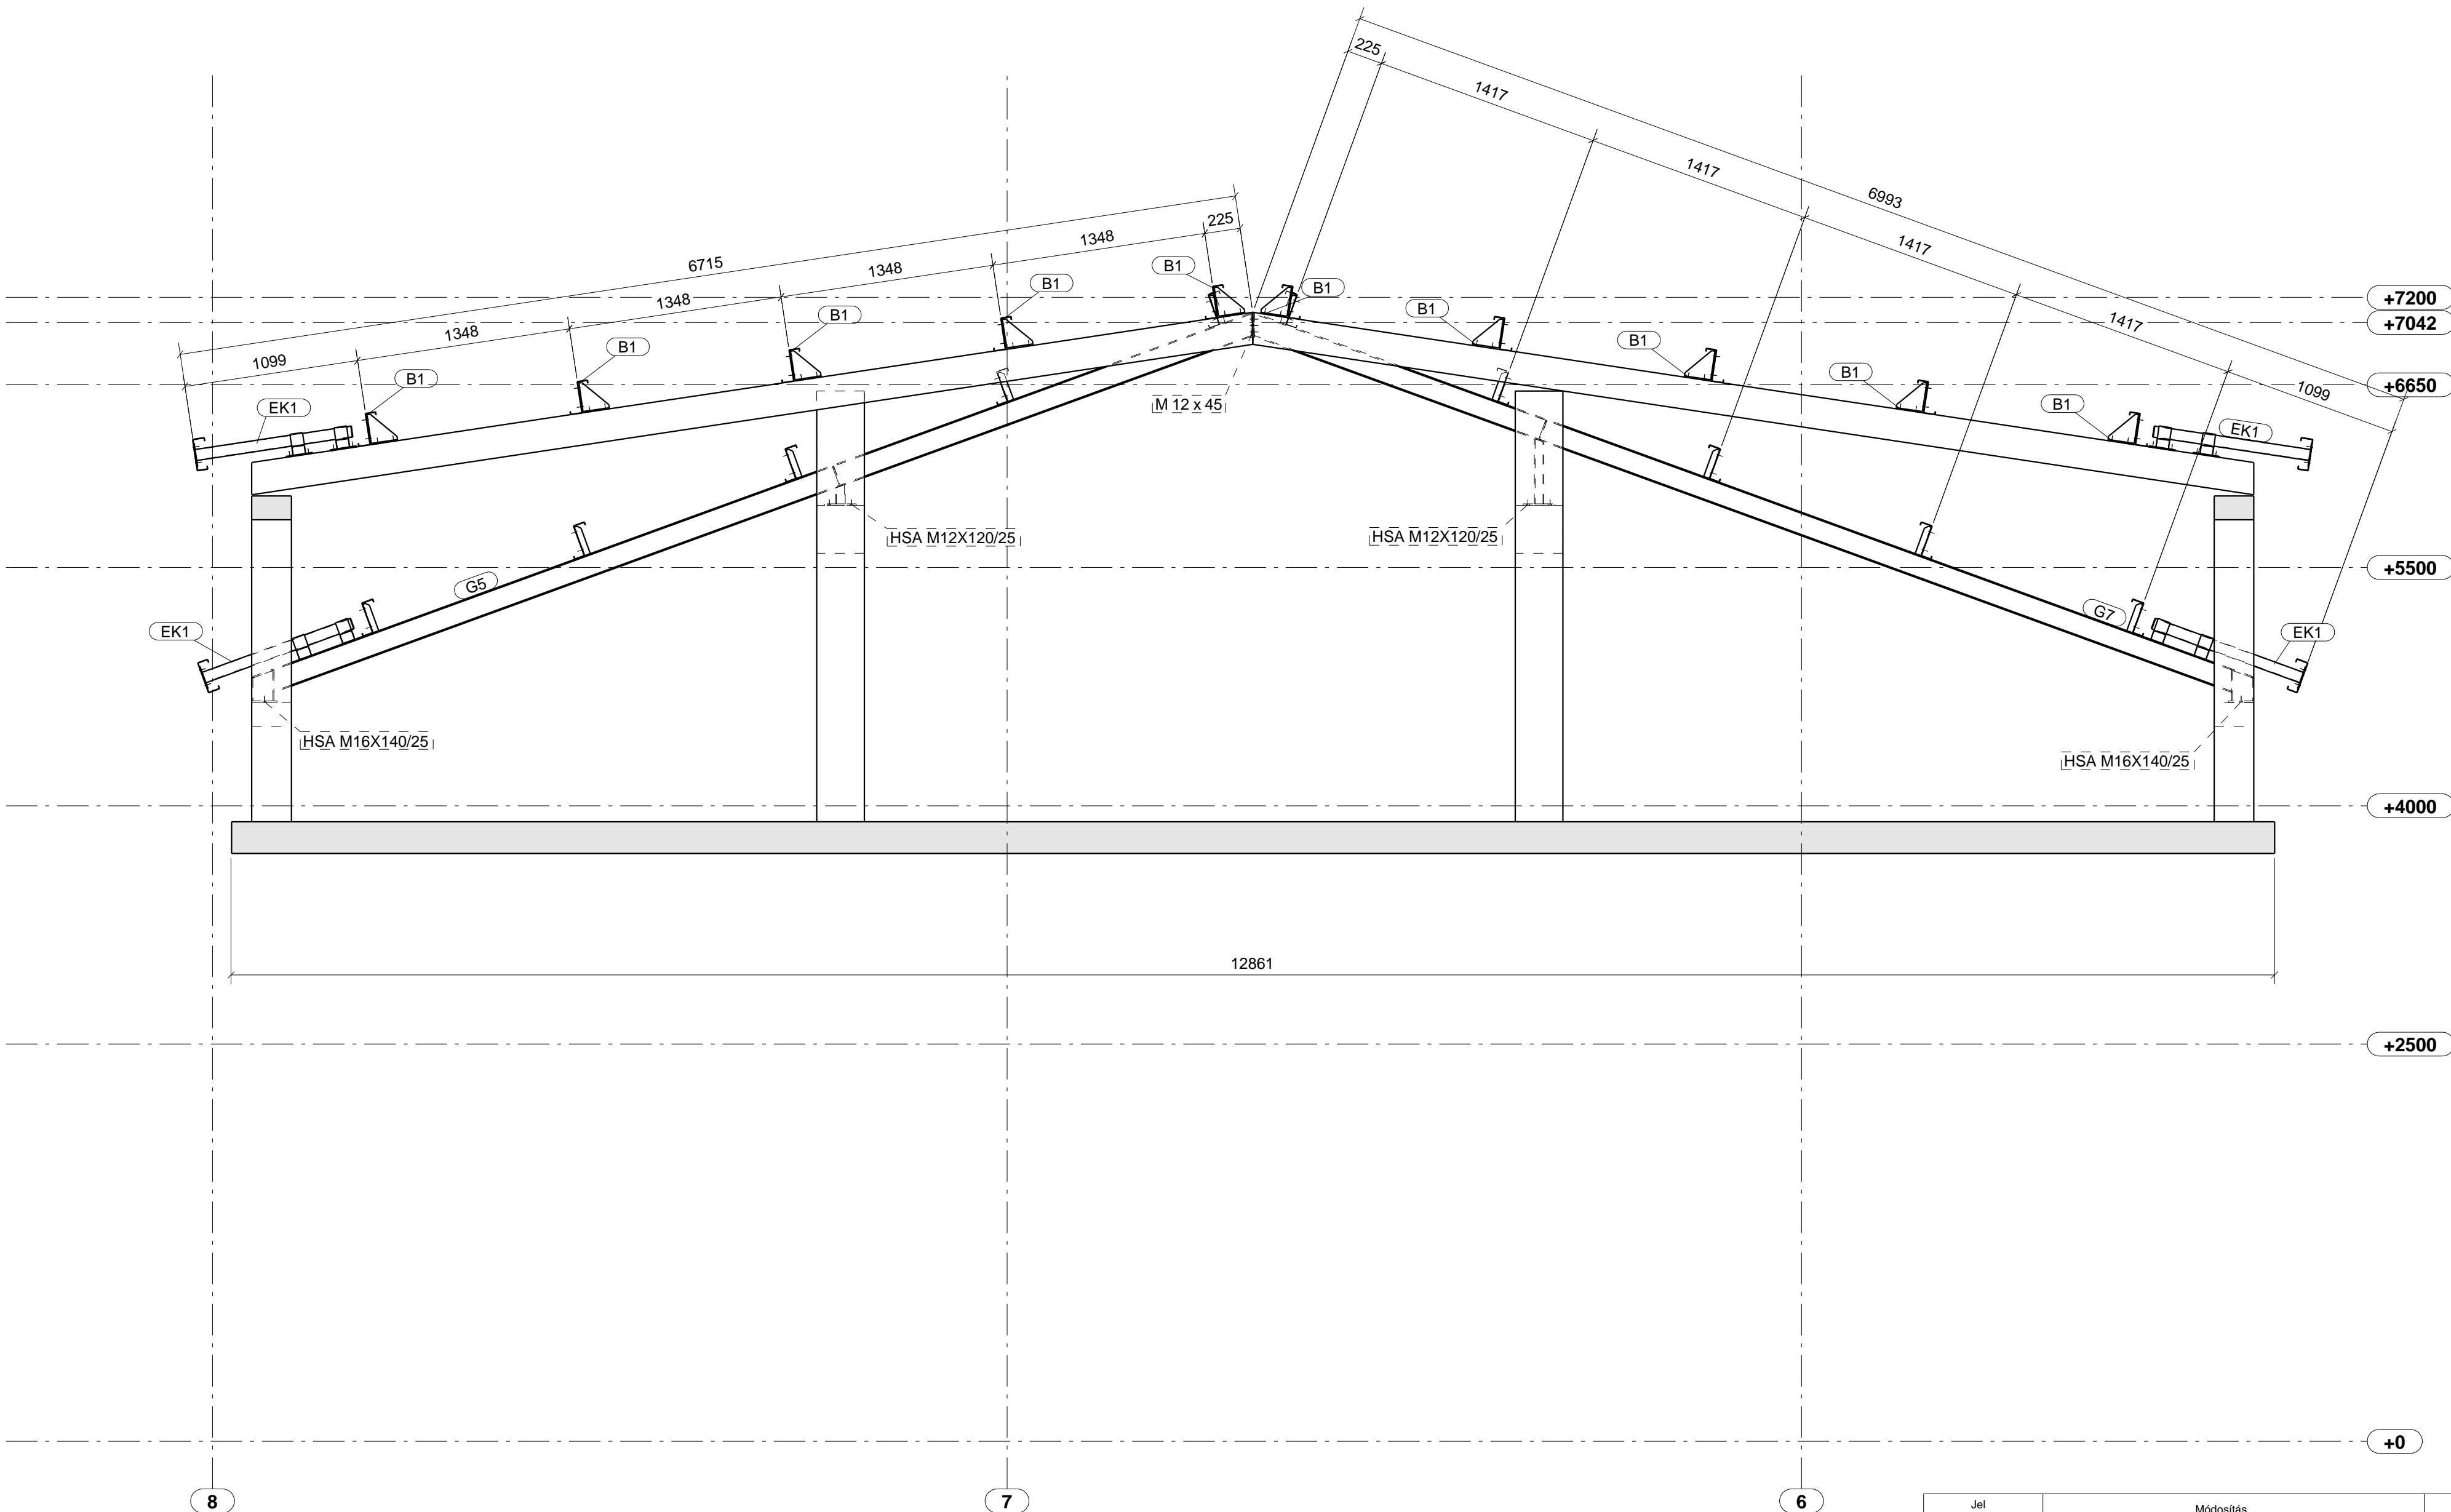 225
1417
1417
6993
1417
1417
1099
6715
225
1348
1348
1348
1348
1099
B1
B1
B1
B1
B1
B1
B1
B1
B1
B1
EK1
EK1
+7200
+7042
+6650
M 12 x 45
HSA M12X120/25
HSA M12X120/25
+5500
G5
G7
EK1
EK1
HSA M16X140/25
HSA M16X140/25
+4000
12861
+2500
+0
8
7
6
Jel
Módosítás